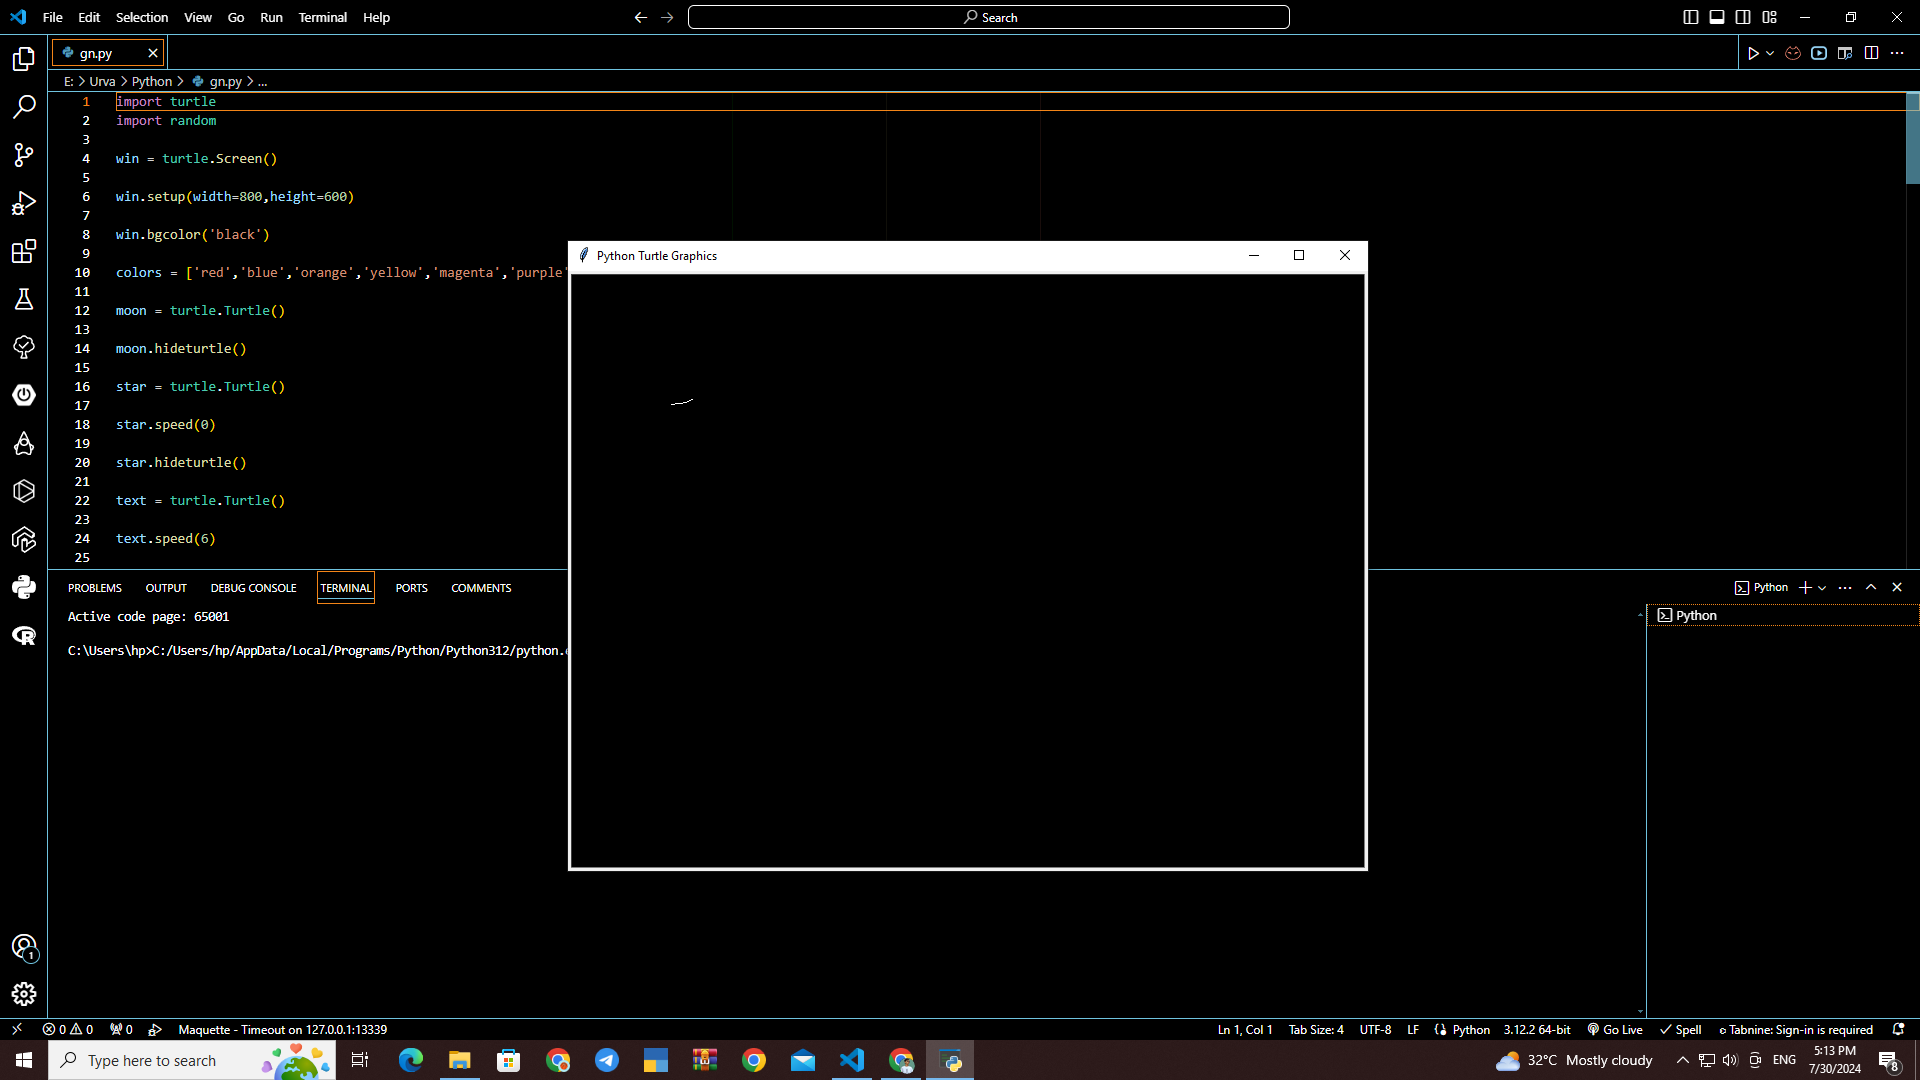 File Edit Selection View Go Run Terminal Help
Search
gn.py
E: > Urva > Python > gn.py > ...
1 import turtle
2 import random
3
4 win = turtle.Screen()
5
6 win.setup(width=800,height=600)
7
8 win.bgcolor('black')
9
10 colors = ['red','blue','orange','yellow','magenta','purple'
11
12 moon = turtle.Turtle()
13
14 moon.hideturtle()
15
16 star = turtle.Turtle()
17
18 star.speed(0)
19
20 star.hideturtle()
21
22 text = turtle.Turtle()
23
24 text.speed(6)
25
Python Turtle Graphics
PROBLEMS OUTPUT DEBUG CONSOLE TERMINAL PORTS COMMENTS
Python
Active code page: 65001
C:\Users\hp>C:/Users/hp/AppData/Local/Programs/Python/Python312/python.
Python
1
0 0 0 Maquette - Timeout on 127.0.0.1:13339
Ln 1, Col 1 Tab Size: 4 UTF-8 LF Python 3.12.2 64-bit Go Live Spell Tabnine: Sign-in is required
Type here to search
32°C Mostly cloudy
ENG
5:13 PM
7/30/2024
8